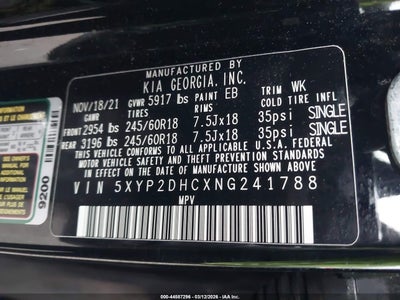 MANUFACTURED BY
KIA GEORGIA, INC.
NOV/18/21 GVWR 5917 lbs PAINT EB TRIM WK
GAWR TIRES RIMS COLD TIRE INFL
FRONT 2954 lbs 245/60R18 7.5Jx18 35psi SINGLE
REAR 3196 lbs 245/60R18 7.5Jx18 35psi SINGLE
THIS VEHICLE CONFORMS TO ALL APPLICABLE FEDERAL
MOTOR VEHICLE SAFETY, BUMPER, AND THEFT PREVENTION
STANDARDS IN EFFECT ON THE DATE OF MANUFACTURE SHOWN ABOVE.
VIN 5XYP2DHCXNG241788
MPV
9200
000-44587296 - 03/12/2026 - IAA Inc.